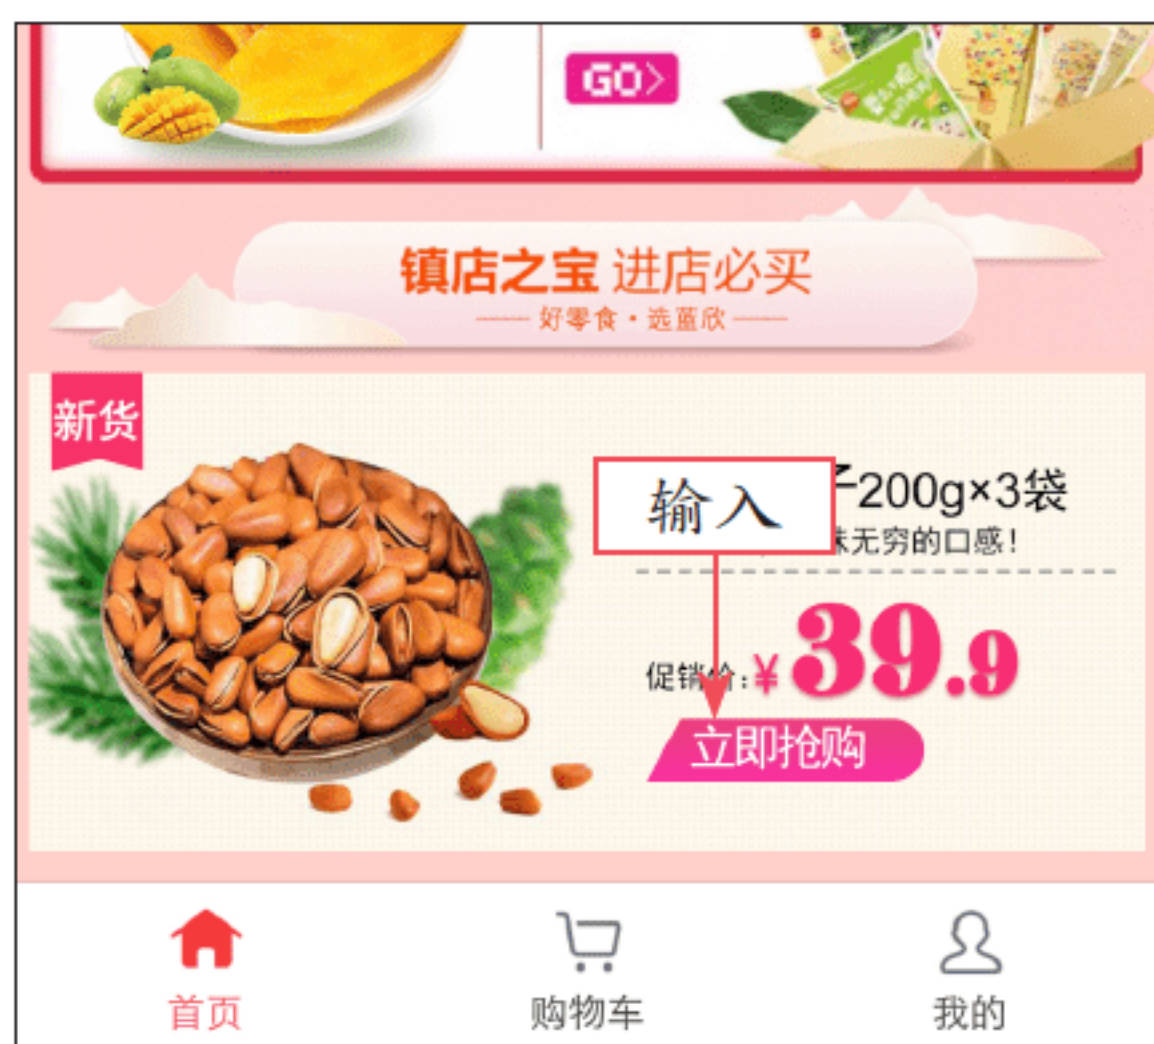 GO>
镇店之宝 进店必买
好零食·选蓝欣
新货
输入
200g×3袋
无穷的口感！
促销价:¥39.9
立即抢购
首页
购物车
我的